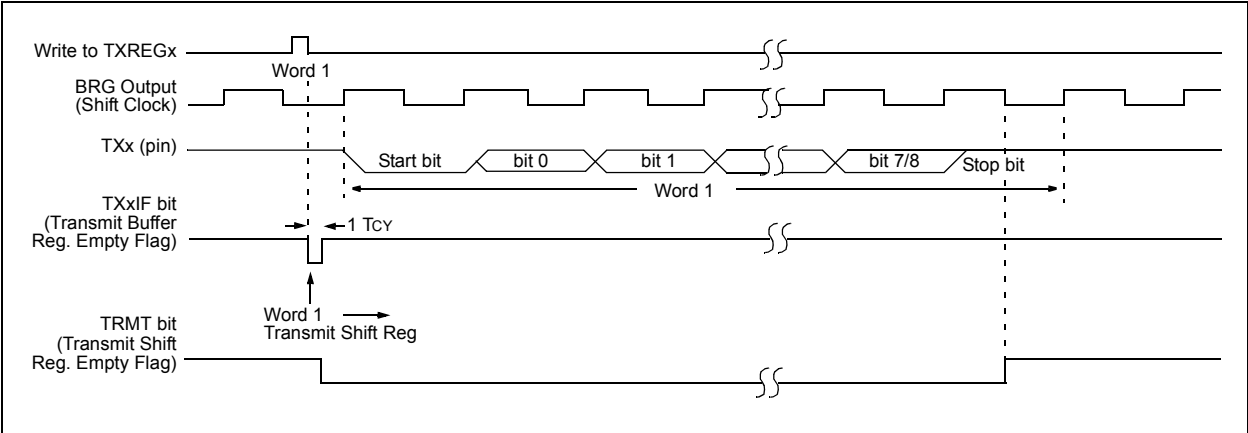 Write to TXREGx
Word 1
BRG Output
(Shift Clock)
TXx (pin)
Start bit
bit 0
bit 1
bit 7/8
Stop bit
Word 1
TXxIF bit
(Transmit Buffer
Reg. Empty Flag)
1 TCY
Word 1
Transmit Shift Reg
TRMT bit
(Transmit Shift
Reg. Empty Flag)